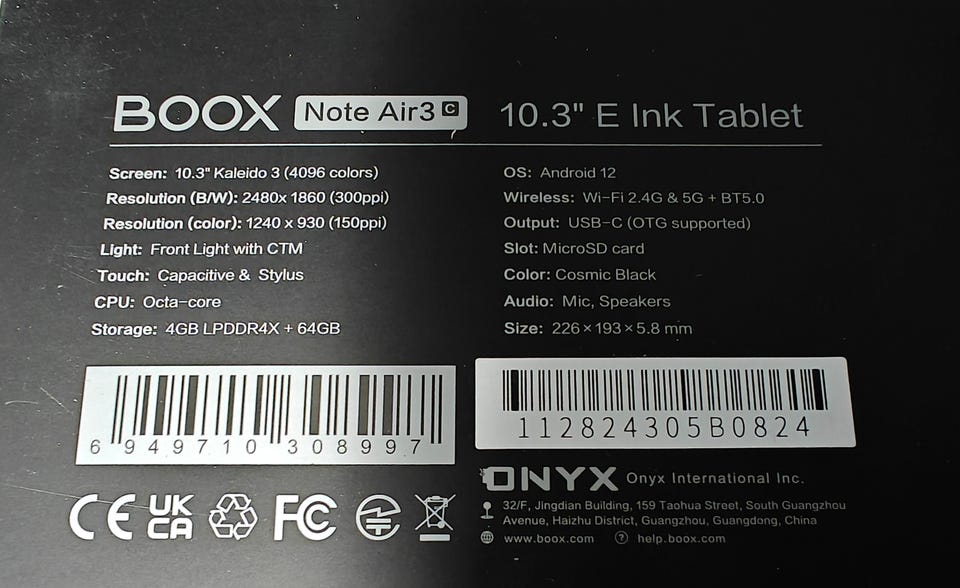 BOOX Note Air3 C 10.3" E Ink Tablet
Screen: 10.3" Kaleido 3 (4096 colors)
Resolution (B/W): 2480x 1860 (300ppi)
Resolution (color): 1240 x 930 (150ppi)
Light: Front Light with CTM
Touch: Capacitive & Stylus
CPU: Octa-core
Storage: 4GB LPDDR4X + 64GB
OS: Android 12
Wireless: Wi-Fi 2.4G & 5G + BT5.0
Output: USB-C (OTG supported)
Slot: MicroSD card
Color: Cosmic Black
Audio: Mic, Speakers
Size: 226 × 193 × 5.8 mm
6 949710 308997
112824305B0824
CE UK CA FC
ONYX Onyx International Inc.
32/F, Jingdian Building, 159 Taohua Street, South Guangzhou
Avenue, Haizhu District, Guangzhou, Guangdong, China
www.boox.com ? help.boox.com